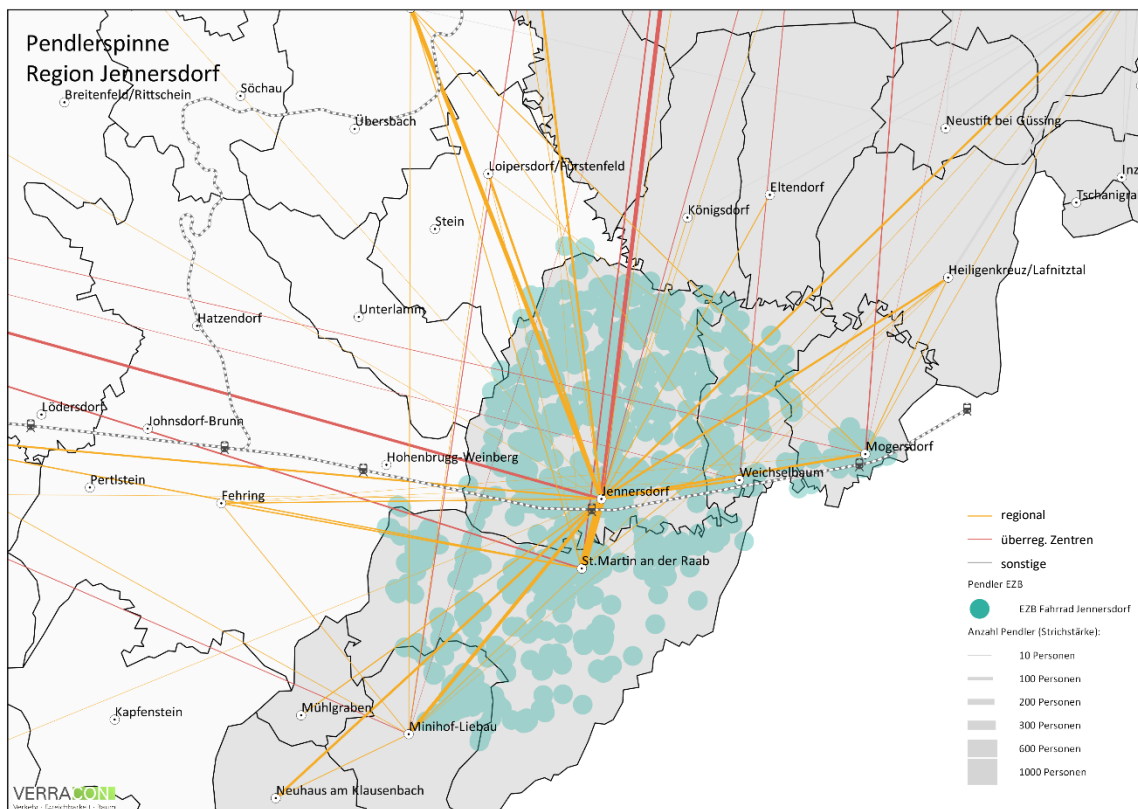 Pendlerspinne
Region Jennersdorf
Breitenfeld/Rittschein
Söchau
Übersbach
Neustift bei Güssing
Loipersdorf/Fürstenfeld
Eltendorf
Inz
Tschanigra
Königsdorf
Stein
Heiligenkreuz/Lafnitztal
Unterlamm
Hatzendorf
Lödersdorf
Johnsdorf-Brunn
Mogersdorf
Hohenbrugg-Weinberg
Weichselbaum
Pertlstein
Fehring
Jennersdorf
St.Martin an der Raab
Kapfenstein
Mühlgraben
Minihof-Liebau
Neuhaus am Klausenbach
regional
überreg. Zentren
sonstige
Pendler EZB
EZB Fahrrad Jennersdorf
Anzahl Pendler (Strichstärke):
10 Personen
100 Personen
200 Personen
300 Personen
600 Personen
1000 Personen
VERRACON